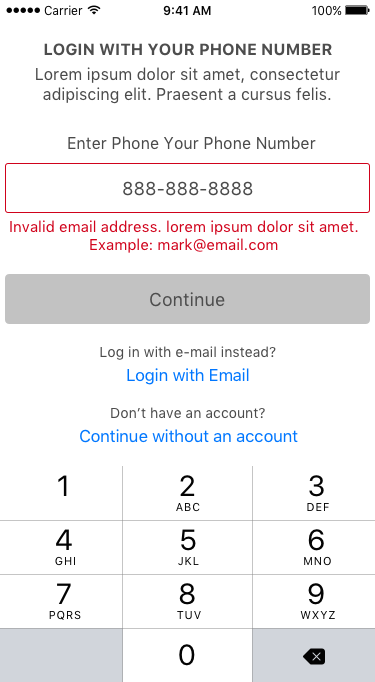 Carrier 9:41 AM 100%
LOGIN WITH YOUR PHONE NUMBER
Lorem ipsum dolor sit amet, consectetur
adipiscing elit. Praesent a cursus felis.
Enter Phone Your Phone Number
888-888-8888
Invalid email address. lorem ipsum dolor sit amet.
Example: mark@email.com
Continue
Log in with e-mail instead?
Login with Email
Don’t have an account?
Continue without an account
1 2 3
ABC DEF
4 5 6
GHI JKL MNO
7 8 9
PQRS TUV WXYZ
0